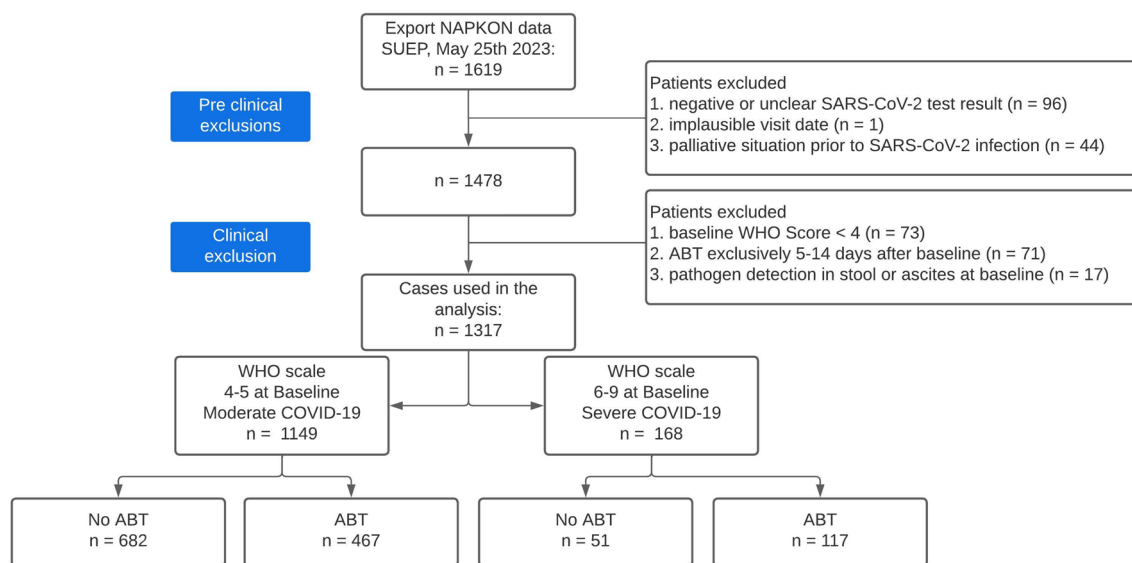 Export NAPKON data
SUEP, May 25th 2023:
n = 1619
Pre clinical
exclusions
Patients excluded
1. negative or unclear SARS-CoV-2 test result (n = 96)
2. implausible visit date (n = 1)
3. palliative situation prior to SARS-CoV-2 infection (n = 44)
n = 1478
Clinical
exclusion
Patients excluded
1. baseline WHO Score < 4 (n = 73)
2. ABT exclusively 5-14 days after baseline (n = 71)
3. pathogen detection in stool or ascites at baseline (n = 17)
Cases used in the
analysis:
n = 1317
WHO scale
4-5 at Baseline
Moderate COVID-19
n = 1149
WHO scale
6-9 at Baseline
Severe COVID-19
n = 168
No ABT
n = 682
ABT
n = 467
No ABT
n = 51
ABT
n = 117